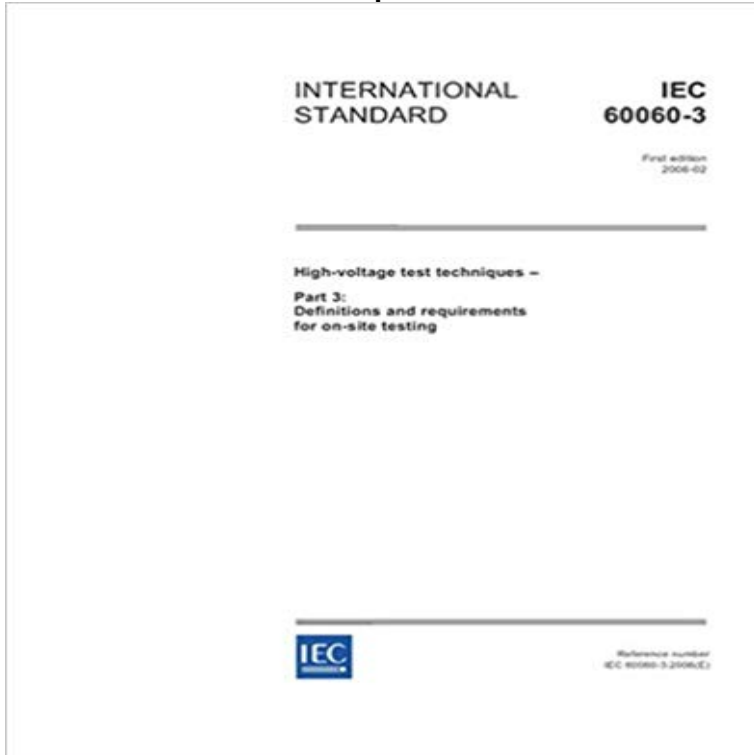 INTERNATIONAL
STANDARD
IEC
60060-3
First edition
2006-02
High-voltage test techniques –
Part 3:
Definitions and requirements
for on-site testing
IEC
Reference number
IEC 60060-3:2006(E)